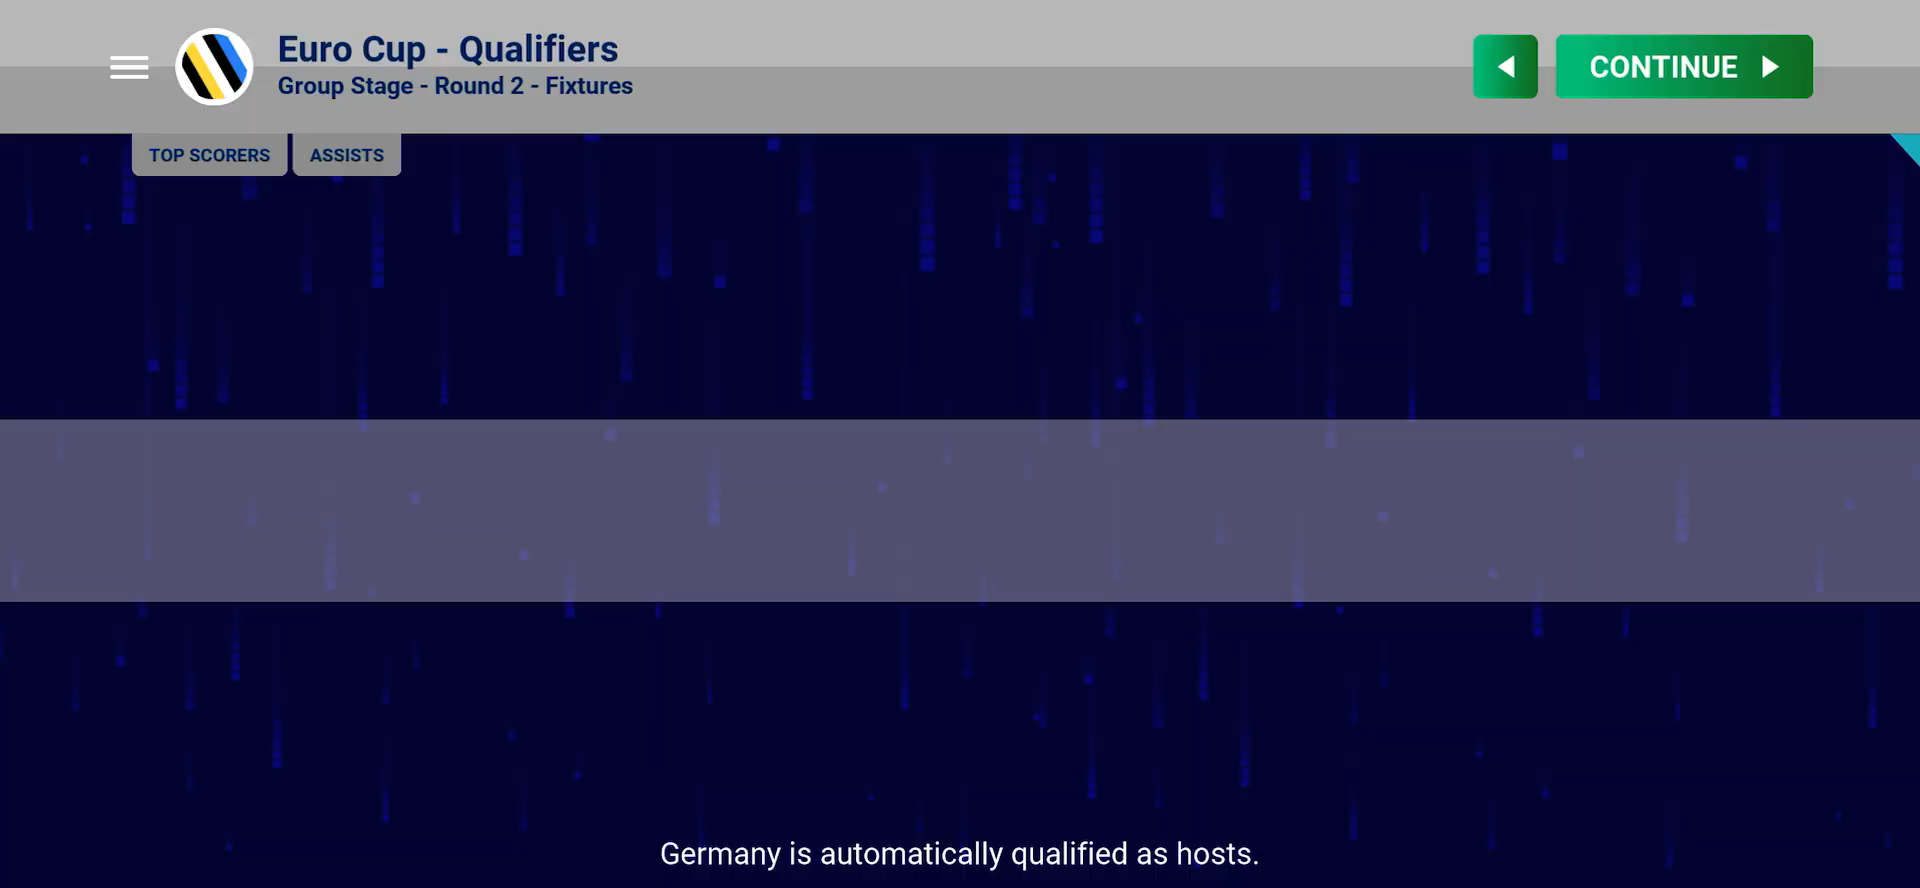 Euro Cup - Qualifiers
Group Stage - Round 2 - Fixtures
CONTINUE
TOP SCORERS
ASSISTS
Germany is automatically qualified as hosts.